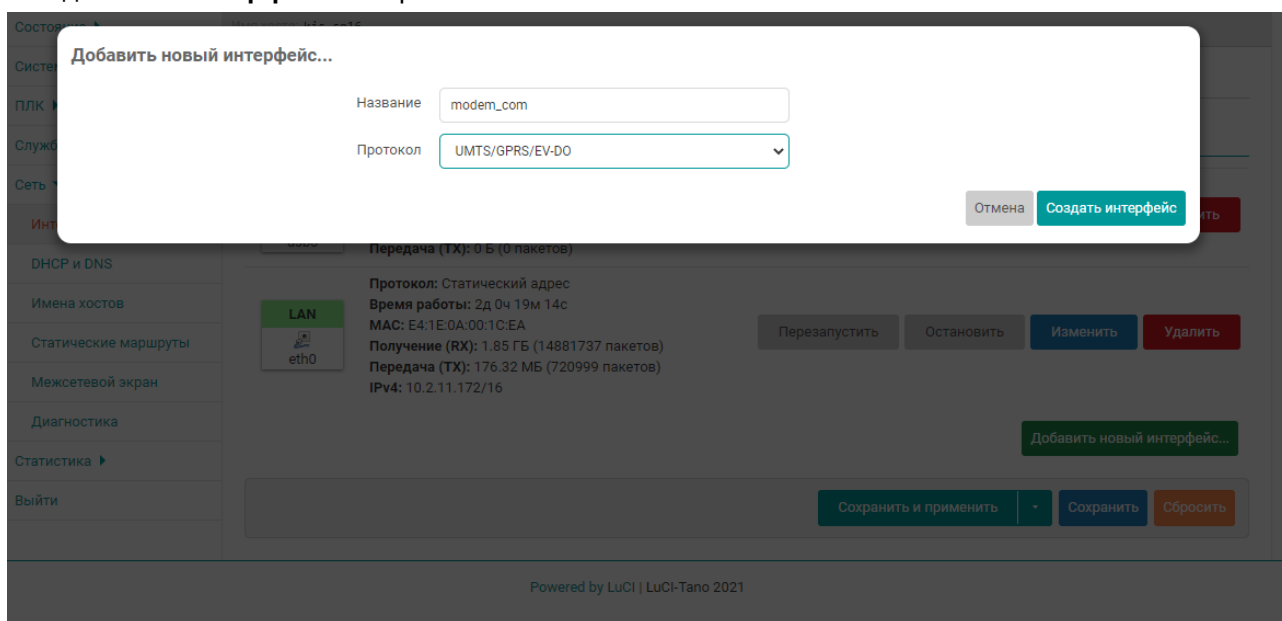 Добавить новый интерфейс...
Название
modem_com
Протокол
UMTS/GPRS/EV-DO
Отмена
Создать интерфейс
ПЛК
Сеть
DHCP и DNS
Имена хостов
Статические маршруты
Межсетевой экран
Диагностика
Статистика
Выйти
Передача (TX): 0 Б (0 пакетов)
LAN
eth0
Протокол: Статический адрес
Время работы: 2д 0ч 19м 14с
MAC: E4:1E:0A:00:1C:EA
Получение (RX): 1.85 ГБ (14881737 пакетов)
Передача (TX): 176.32 МБ (720999 пакетов)
IPv4: 10.2.11.172/16
Перезапустить
Остановить
Изменить
Удалить
Добавить новый интерфейс...
Сохранить и применить
Сохранить
Сбросить
Powered by LuCI | LuCI-Tano 2021